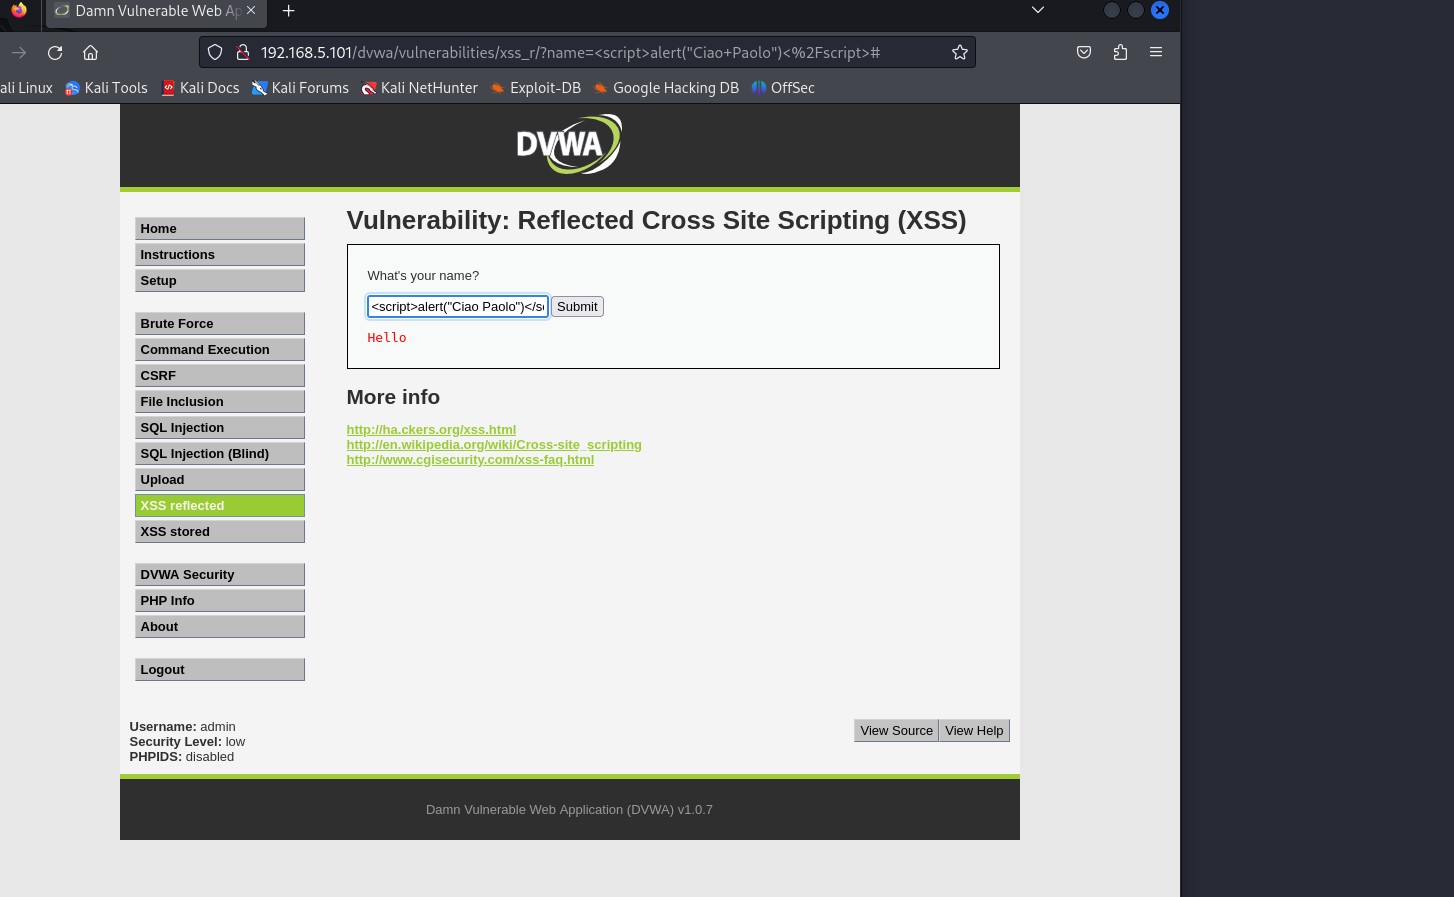 Damn Vulnerable Web Ap
192.168.5.101/dvwa/vulnerabilities/xss_r/?name=<script>alert("Ciao+Paolo")<%2Fscript>#
ali Linux Kali Tools Kali Docs Kali Forums Kali NetHunter Exploit-DB Google Hacking DB OffSec
DVWA
Vulnerability: Reflected Cross Site Scripting (XSS)
Home
Instructions
Setup
Brute Force
Command Execution
CSRF
File Inclusion
SQL Injection
SQL Injection (Blind)
Upload
XSS reflected
XSS stored
DVWA Security
PHP Info
About
Logout
What's your name?
<script>alert("Ciao Paolo")</sc Submit
Hello
More info
http://ha.ckers.org/xss.html
http://en.wikipedia.org/wiki/Cross-site_scripting
http://www.cgisecurity.com/xss-faq.html
Username: admin
Security Level: low
PHPIDS: disabled
View Source View Help
Damn Vulnerable Web Application (DVWA) v1.0.7